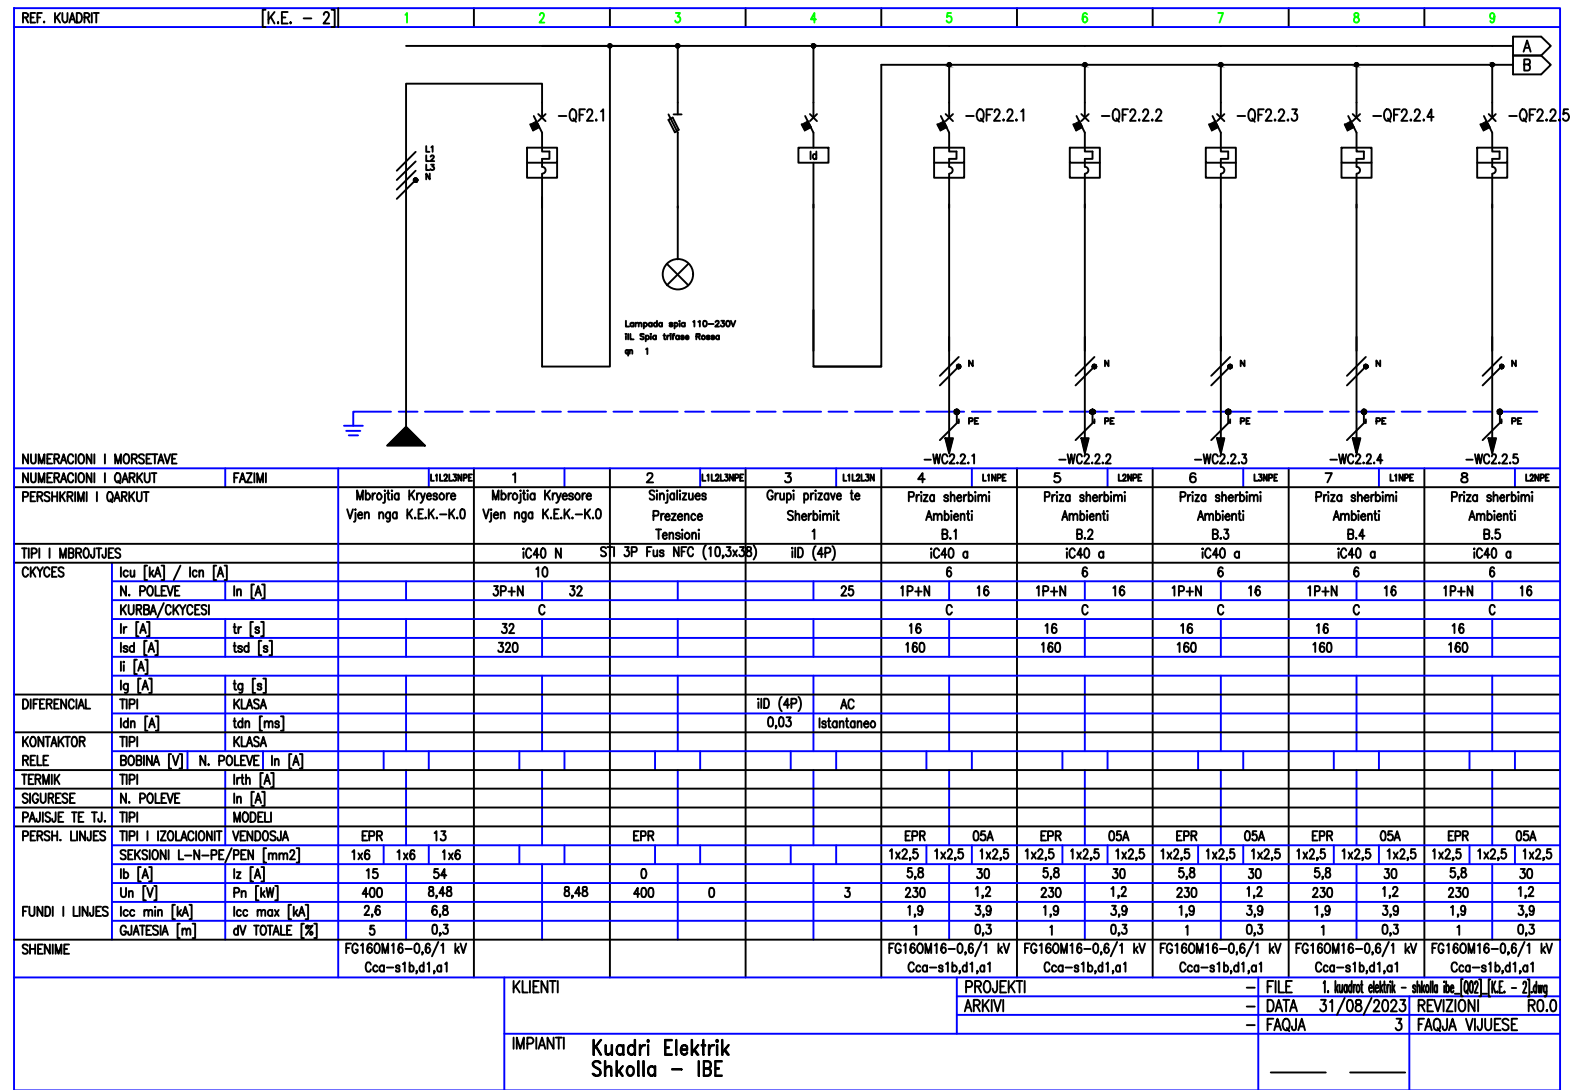 REF. KUADRIT [K.E. - 2] 1 2 3 4 5 6 7 8 9
A
B
-QF2.1 -QF2.2.1 -QF2.2.2 -QF2.2.3 -QF2.2.4 -QF2.2.5
L1
L2
L3
N
Id
Lampada spia 110-230V
iIL Spia trifase Rossa
qn 1
N N N N N
PE PE PE PE PE
NUMERACIONI I MORSETAVE -WC2.2.1 -WC2.2.2 -WC2.2.3 -WC2.2.4 -WC2.2.5
NUMERACIONI I QARKUT FAZIMI L1L2L3NPE 1 2 L1L2L3NPE 3 L1L2L3N 4 L1NPE 5 L2NPE 6 L3NPE 7 L1NPE 8 L2NPE
PERSHKRIMI I QARKUT Mbrojtja Kryesore Mbrojtja Kryesore Sinjalizues Grupi prizave te Priza sherbimi Priza sherbimi Priza sherbimi Priza sherbimi Priza sherbimi
Vjen nga K.E.K.-K.0 Vjen nga K.E.K.-K.0 Prezence Sherbimit Ambienti Ambienti Ambienti Ambienti Ambienti
Tensioni 1 B.1 B.2 B.3 B.4 B.5
TIPI I MBROJTJES iC40 N STI 3P Fus NFC (10,3x38) iID (4P) iC40 a iC40 a iC40 a iC40 a iC40 a
CKYCES Icu [kA] / Icn [A] 10 6 6 6 6 6
N. POLEVE In [A] 3P+N 32 25 1P+N 16 1P+N 16 1P+N 16 1P+N 16 1P+N 16
KURBA/CKYCESI C C C C C C
Ir [A] tr [s] 32 16 16 16 16 16
Isd [A] tsd [s] 320 160 160 160 160 160
Ii [A]
Ig [A] tg [s]
DIFERENCIAL TIPI KLASA iID (4P) AC
Idn [A] tdn [ms] 0,03 Istantaneo
KONTAKTOR TIPI KLASA
RELE BOBINA [V] N. POLEVE In [A]
TERMIK TIPI Irth [A]
SIGURESE N. POLEVE In [A]
PAJISJE TE TJ. TIPI MODELI
PERSH. LINJES TIPI I IZOLACIONIT VENDOSJA EPR 13 EPR EPR 05A EPR 05A EPR 05A EPR 05A EPR 05A
SEKSIONI L-N-PE/PEN [mm2] 1x6 1x6 1x6 1x2,5 1x2,5 1x2,5 1x2,5 1x2,5 1x2,5 1x2,5 1x2,5 1x2,5 1x2,5 1x2,5 1x2,5 1x2,5 1x2,5 1x2,5
Ib [A] Iz [A] 15 54 0 5,8 30 5,8 30 5,8 30 5,8 30 5,8 30
Un [V] Pn [kW] 400 8,48 8,48 400 0 3 230 1,2 230 1,2 230 1,2 230 1,2 230 1,2
FUNDI I LINJES Icc min [kA] Icc max [kA] 2,6 6,8 1,9 3,9 1,9 3,9 1,9 3,9 1,9 3,9 1,9 3,9
GJATESIA [m] dV TOTALE [%] 5 0,3 1 0,3 1 0,3 1 0,3 1 0,3 1 0,3
SHENIME FG16OM16-0,6/1 kV FG16OM16-0,6/1 kV FG16OM16-0,6/1 kV FG16OM16-0,6/1 kV FG16OM16-0,6/1 kV FG16OM16-0,6/1 kV
Cca-s1b,d1,a1 Cca-s1b,d1,a1 Cca-s1b,d1,a1 Cca-s1b,d1,a1 Cca-s1b,d1,a1 Cca-s1b,d1,a1
KLIENTI PROJEKTI - FILE 1. kuadrot elektrik - shkolla ibe_[Q02]_[K.E. - 2].dwg
ARKIVI - DATA 31/08/2023 REVIZIONI R0.0
- FAQJA 3 FAQJA VIJUESE
IMPIANTI Kuadri Elektrik
Shkolla - IBE